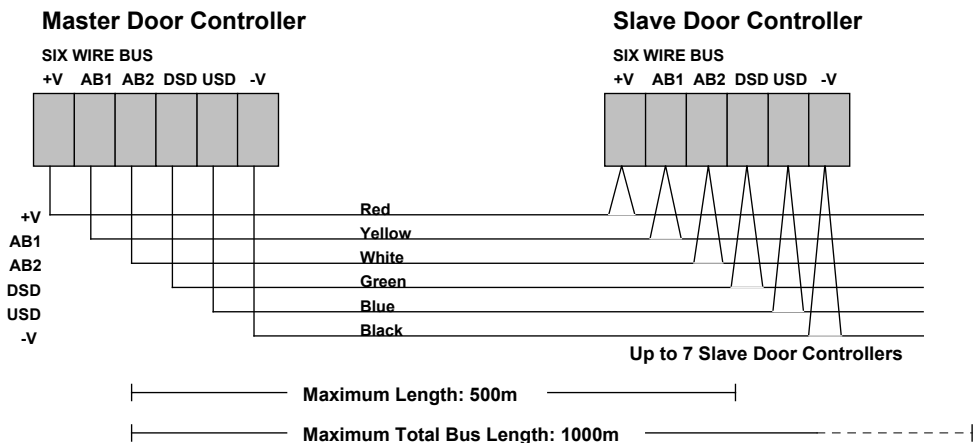 Master Door Controller Slave Door Controller
SIX WIRE BUS SIX WIRE BUS
+V AB1 AB2 DSD USD -V +V AB1 AB2 DSD USD -V
+V Red
AB1 Yellow
AB2 White
DSD Green
USD Blue
-V Black
Up to 7 Slave Door Controllers
Maximum Length: 500m
Maximum Total Bus Length: 1000m